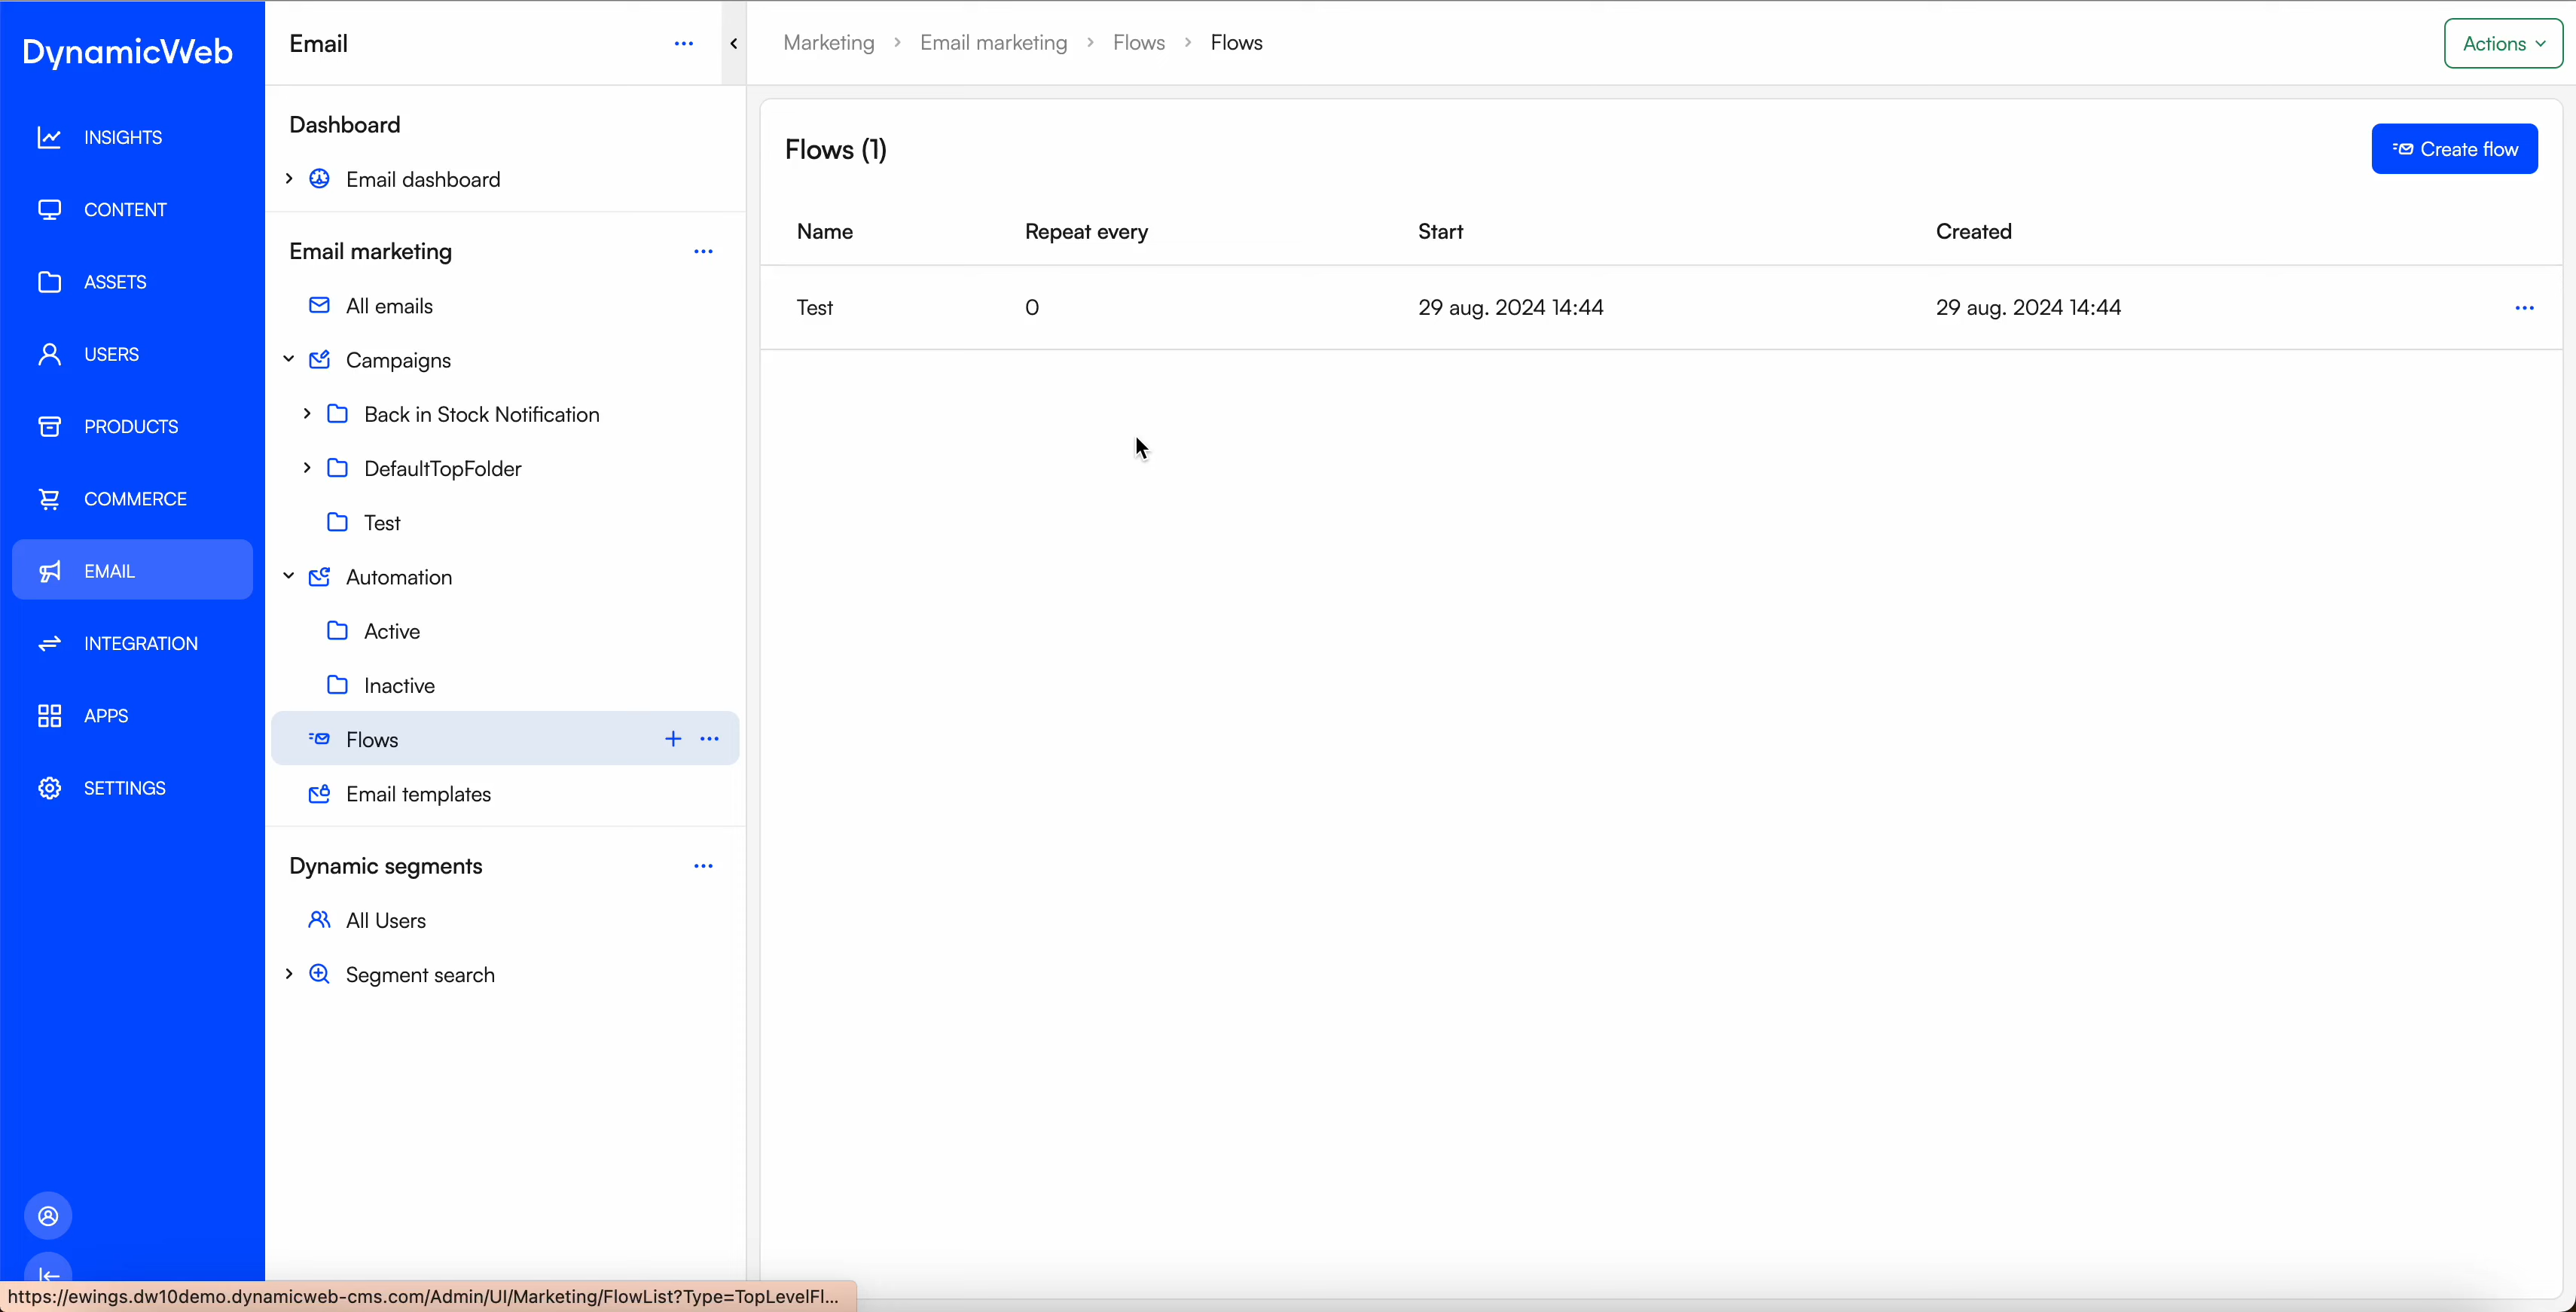 DynamicWeb
INSIGHTS
CONTENT
ASSETS
USERS
PRODUCTS
COMMERCE
EMAIL
INTEGRATION
APPS
SETTINGS
Email
Dashboard
Email dashboard
Email marketing
All emails
Campaigns
Back in Stock Notification
DefaultTopFolder
Test
Automation
Active
Inactive
Flows
Email templates
Dynamic segments
All Users
Segment search
Marketing > Email marketing > Flows > Flows
Actions
Flows (1)
Create flow
Name Repeat every Start Created
Test 0 29 aug. 2024 14:44 29 aug. 2024 14:44
https://ewings.dw10demo.dynamicweb-cms.com/Admin/UI/Marketing/FlowList?Type=TopLevelFl...